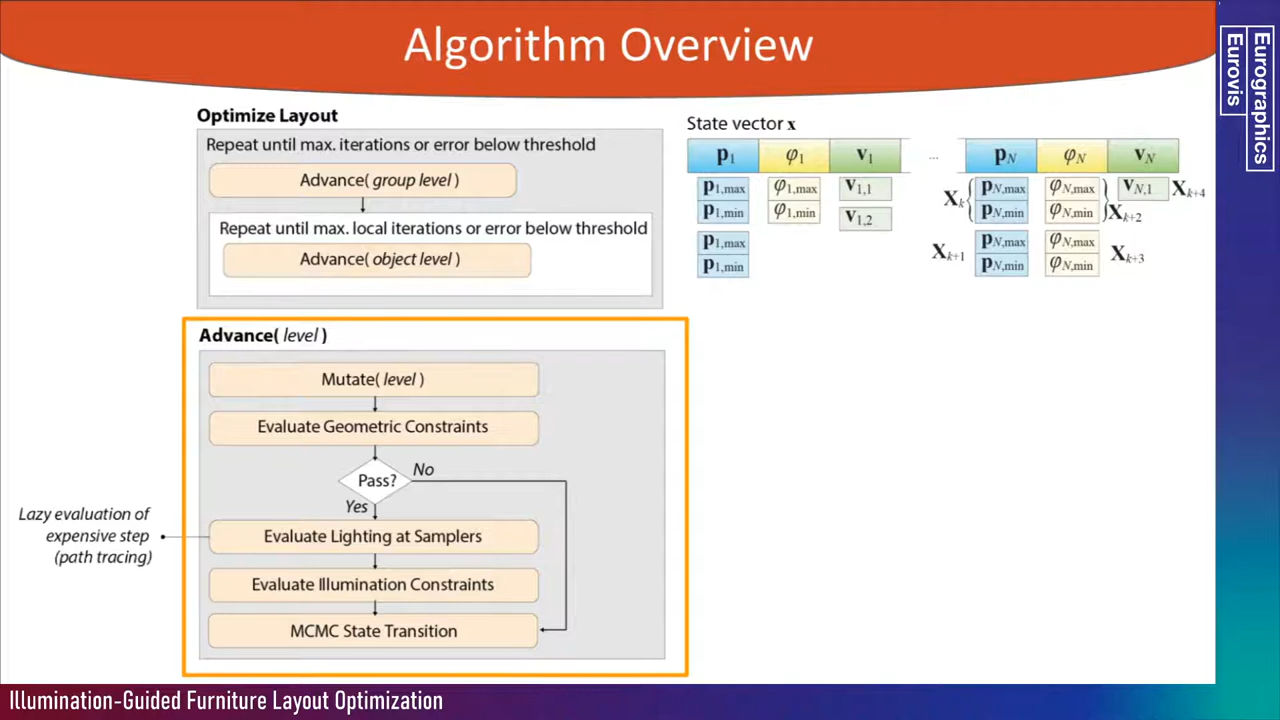 Algorithm Overview
Eurographics
Eurovis
Optimize Layout
Repeat until max. iterations or error below threshold
Advance( group level )
Repeat until max. local iterations or error below threshold
Advance( object level )
State vector x
p1 φ1 v1 ... pN φN vN
p1,max φ1,max v1,1 pN,max φN,max vN,1 Xk+4
Xk
p1,min φ1,min v1,2 pN,min φN,min Xk+2
p1,max pN,max φN,max
Xk+1 Xk+3
p1,min pN,min φN,min
Advance( level )
Mutate( level )
Evaluate Geometric Constraints
Pass?
No
Yes
Lazy evaluation of
expensive step
(path tracing)
Evaluate Lighting at Samplers
Evaluate Illumination Constraints
MCMC State Transition
Illumination-Guided Furniture Layout Optimization